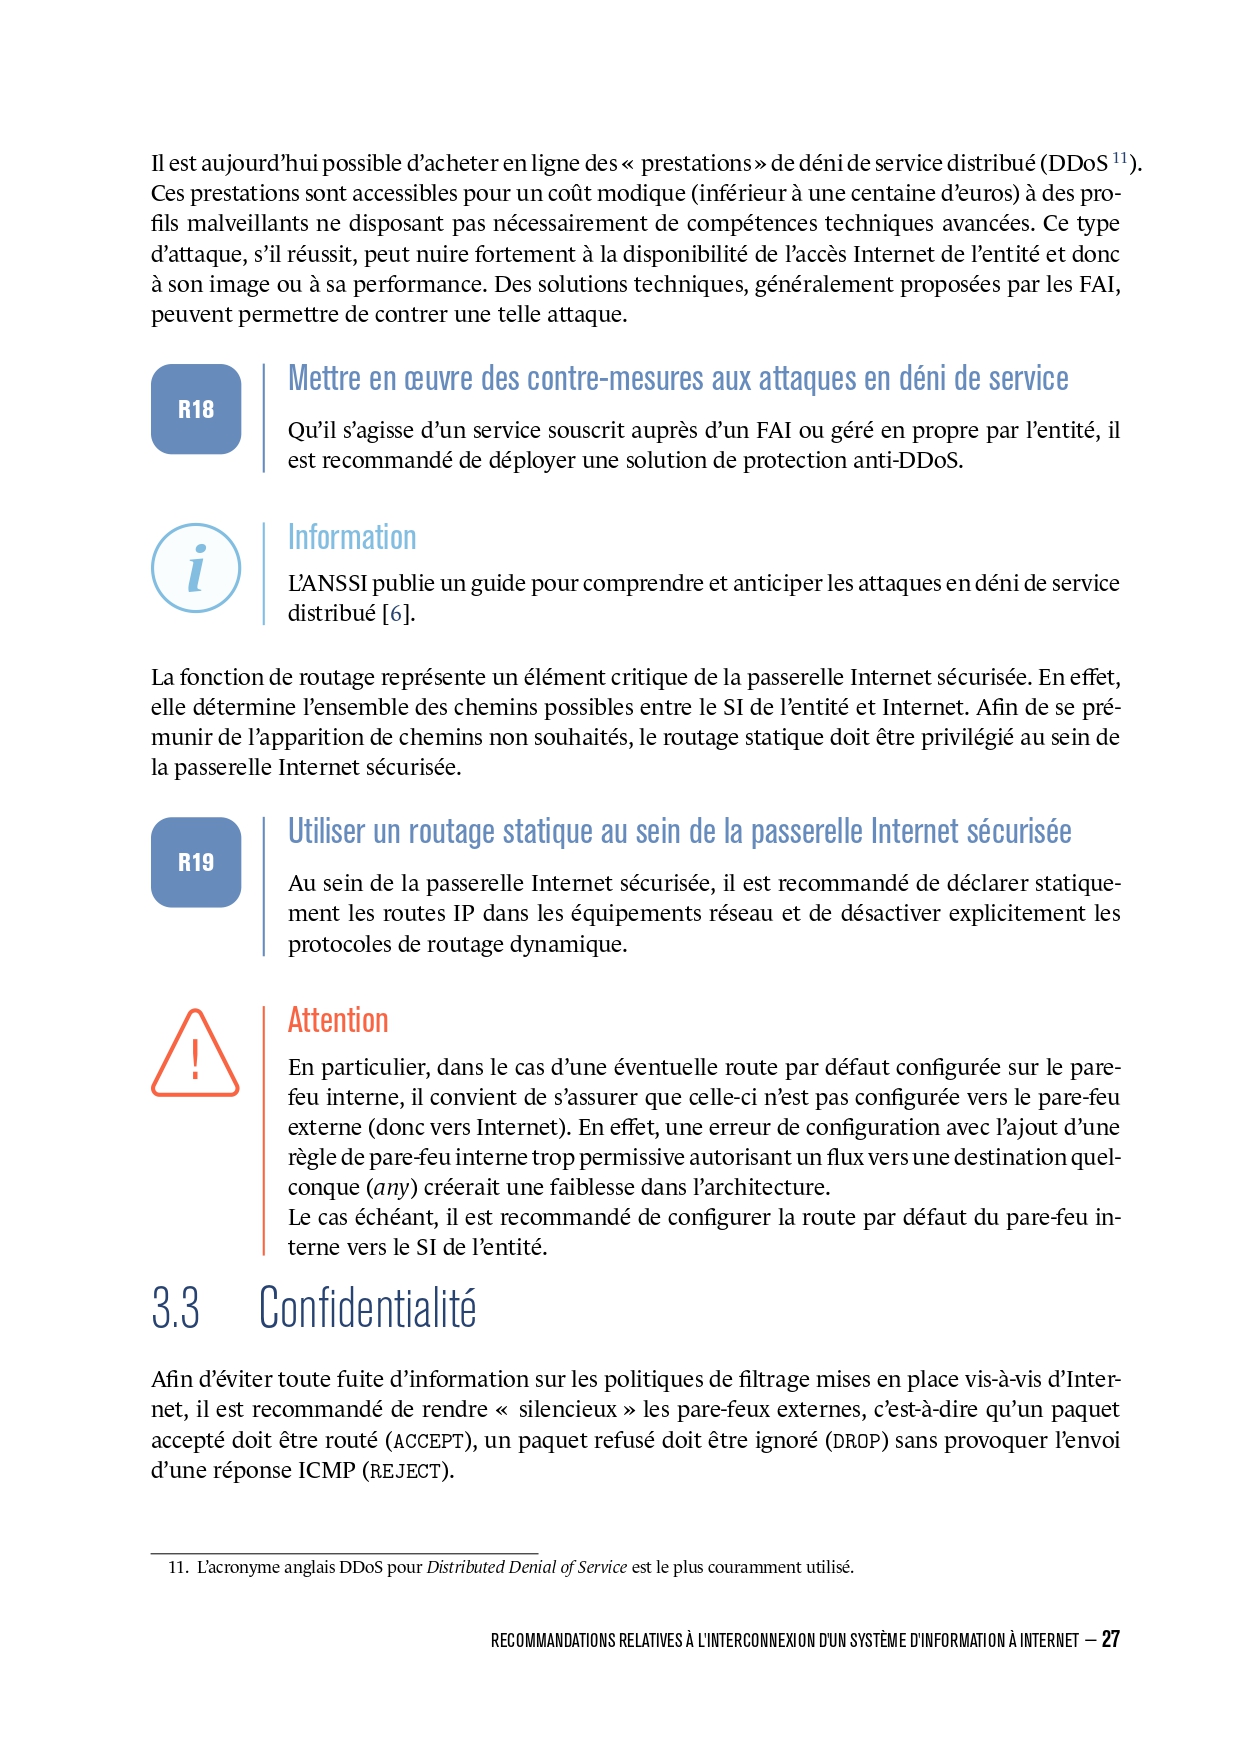 Il est aujourd’hui possible d’acheter en ligne des « prestations » de déni de service distribué (DDoS 11).
Ces prestations sont accessibles pour un coût modique (inférieur à une centaine d’euros) à des pro-
fils malveillants ne disposant pas nécessairement de compétences techniques avancées. Ce type
d’attaque, s’il réussit, peut nuire fortement à la disponibilité de l’accès Internet de l’entité et donc
à son image ou à sa performance. Des solutions techniques, généralement proposées par les FAI,
peuvent permettre de contrer une telle attaque.
R18
Mettre en œuvre des contre-mesures aux attaques en déni de service
Qu’il s’agisse d’un service souscrit auprès d’un FAI ou géré en propre par l’entité, il
est recommandé de déployer une solution de protection anti-DDoS.
i
Information
L’ANSSI publie un guide pour comprendre et anticiper les attaques en déni de service
distribué [6].
La fonction de routage représente un élément critique de la passerelle Internet sécurisée. En effet,
elle détermine l’ensemble des chemins possibles entre le SI de l’entité et Internet. Afin de se pré-
munir de l’apparition de chemins non souhaités, le routage statique doit être privilégié au sein de
la passerelle Internet sécurisée.
R19
Utiliser un routage statique au sein de la passerelle Internet sécurisée
Au sein de la passerelle Internet sécurisée, il est recommandé de déclarer statique-
ment les routes IP dans les équipements réseau et de désactiver explicitement les
protocoles de routage dynamique.
!
Attention
En particulier, dans le cas d’une éventuelle route par défaut configurée sur le pare-
feu interne, il convient de s’assurer que celle-ci n’est pas configurée vers le pare-feu
externe (donc vers Internet). En effet, une erreur de configuration avec l’ajout d’une
règle de pare-feu interne trop permissive autorisant un flux vers une destination quel-
conque (any) créerait une faiblesse dans l’architecture.
Le cas échéant, il est recommandé de configurer la route par défaut du pare-feu in-
terne vers le SI de l’entité.
3.3 Confidentialité
Afin d’éviter toute fuite d’information sur les politiques de filtrage mises en place vis-à-vis d’Inter-
net, il est recommandé de rendre « silencieux » les pare-feux externes, c’est-à-dire qu’un paquet
accepté doit être routé (ACCEPT), un paquet refusé doit être ignoré (DROP) sans provoquer l’envoi
d’une réponse ICMP (REJECT).
11. L’acronyme anglais DDoS pour Distributed Denial of Service est le plus couramment utilisé.
RECOMMANDATIONS RELATIVES À L'INTERCONNEXION D'UN SYSTÈME D'INFORMATION À INTERNET – 27